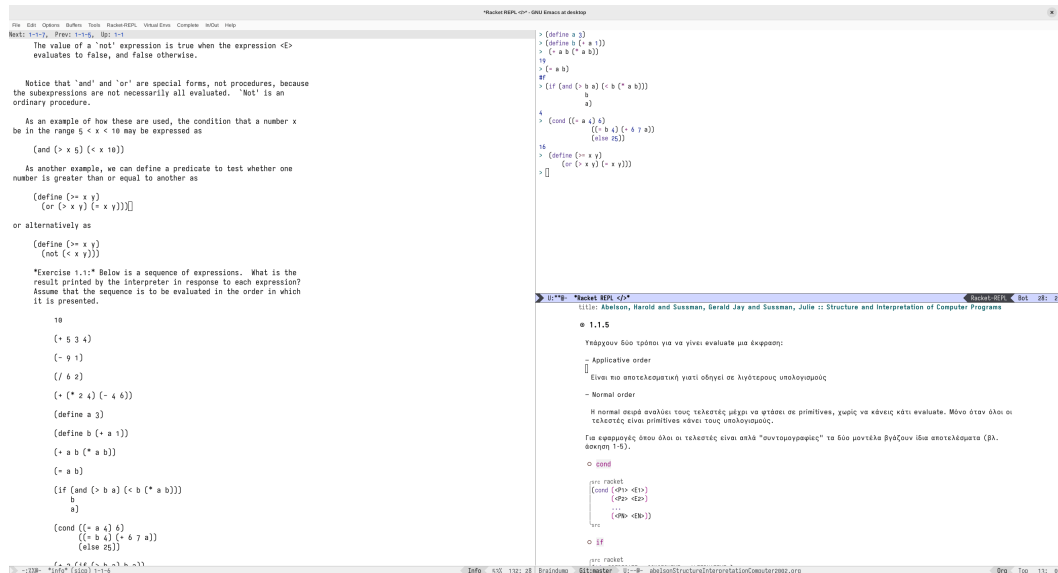 *Racket REPL </>* - GNU Emacs at desktop
File Edit Options Buffers Tools Racket-REPL Virtual Envs Complete In/Out Help
Next: 1-1-7, Prev: 1-1-5, Up: 1-1
The value of a `not' expression is true when the expression <E>
evaluates to false, and false otherwise.
Notice that `and' and `or' are special forms, not procedures, because
the subexpressions are not necessarily all evaluated. `Not' is an
ordinary procedure.
As an example of how these are used, the condition that a number x
be in the range 5 < x < 10 may be expressed as
(and (> x 5) (< x 10))
As another example, we can define a predicate to test whether one
number is greater than or equal to another as
(define (>= x y)
(or (> x y) (= x y)))
or alternatively as
(define (>= x y)
(not (< x y)))
*Exercise 1.1:* Below is a sequence of expressions. What is the
result printed by the interpreter in response to each expression?
Assume that the sequence is to be evaluated in the order in which
it is presented.
10
(+ 5 3 4)
(- 9 1)
(/ 6 2)
(+ (* 2 4) (- 4 6))
(define a 3)
(define b (+ a 1))
(+ a b (* a b))
(= a b)
(if (and (> b a) (< b (* a b)))
b
a)
(cond ((= a 4) 6)
((= b 4) (+ 6 7 a))
(else 25))
(+ 2 (if (> b a) b a))
-:%%- *info* (sicp) 1-1-6 Info 51% 132: 28
> (define a 3)
> (define b (+ a 1))
> (+ a b (* a b))
19
> (= a b)
#f
> (if (and (> b a) (< b (* a b)))
b
a)
4
> (cond ((= a 4) 6)
((= b 4) (+ 6 7 a))
(else 25))
16
> (define (>= x y)
(or (> x y) (= x y)))
>
U:**@- *Racket REPL </>* Racket-REPL Bot 28: 2
title: Abelson, Harold and Sussman, Gerald Jay and Sussman, Julie :: Structure and Interpretation of Computer Programs
1.1.5
Υπάρχουν δύο τρόποι για να γίνει evaluate μια έκφραση:
– Applicative order
Είναι πιο αποτελεσματική γιατί οδηγεί σε λιγότερους υπολογισμούς
– Normal order
Η normal σειρά αναλύει τους τελεστές μέχρι να φτάσει σε primitives, χωρίς να κάνεις κάτι evaluate. Μόνο όταν όλοι οι
τελεστές είναι primitives κάνει τους υπολογισμούς.
Για εφαρμογές όπου όλοι οι τελεστές είναι απλά "συντομογραφίες" τα δύο μοντέλα βγάζουν ίδια αποτελέσματα (βλ.
άσκηση 1-5).
cond
src racket
(cond (<P1> <E1>)
(<P2> <E2>)
...
(<PN> <EN>))
src
if
src racket
Braindump Git:master U:--@- abelsonStructureInterpretationComputer2002.org Org Top 13: 0